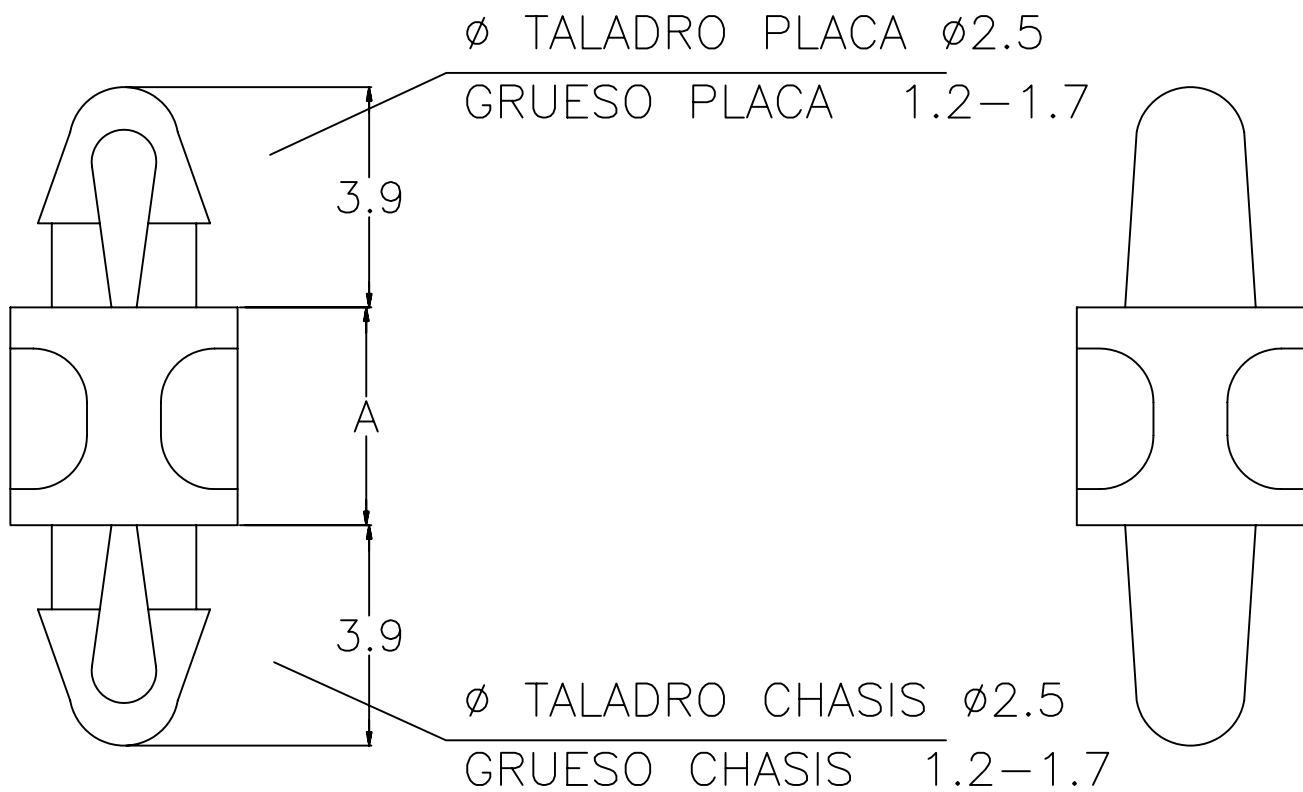 ø TALADRO PLACA ø2.5
GRUESO PLACA 1.2-1.7
3.9
A
3.9
ø TALADRO CHASIS ø2.5
GRUESO CHASIS 1.2-1.7